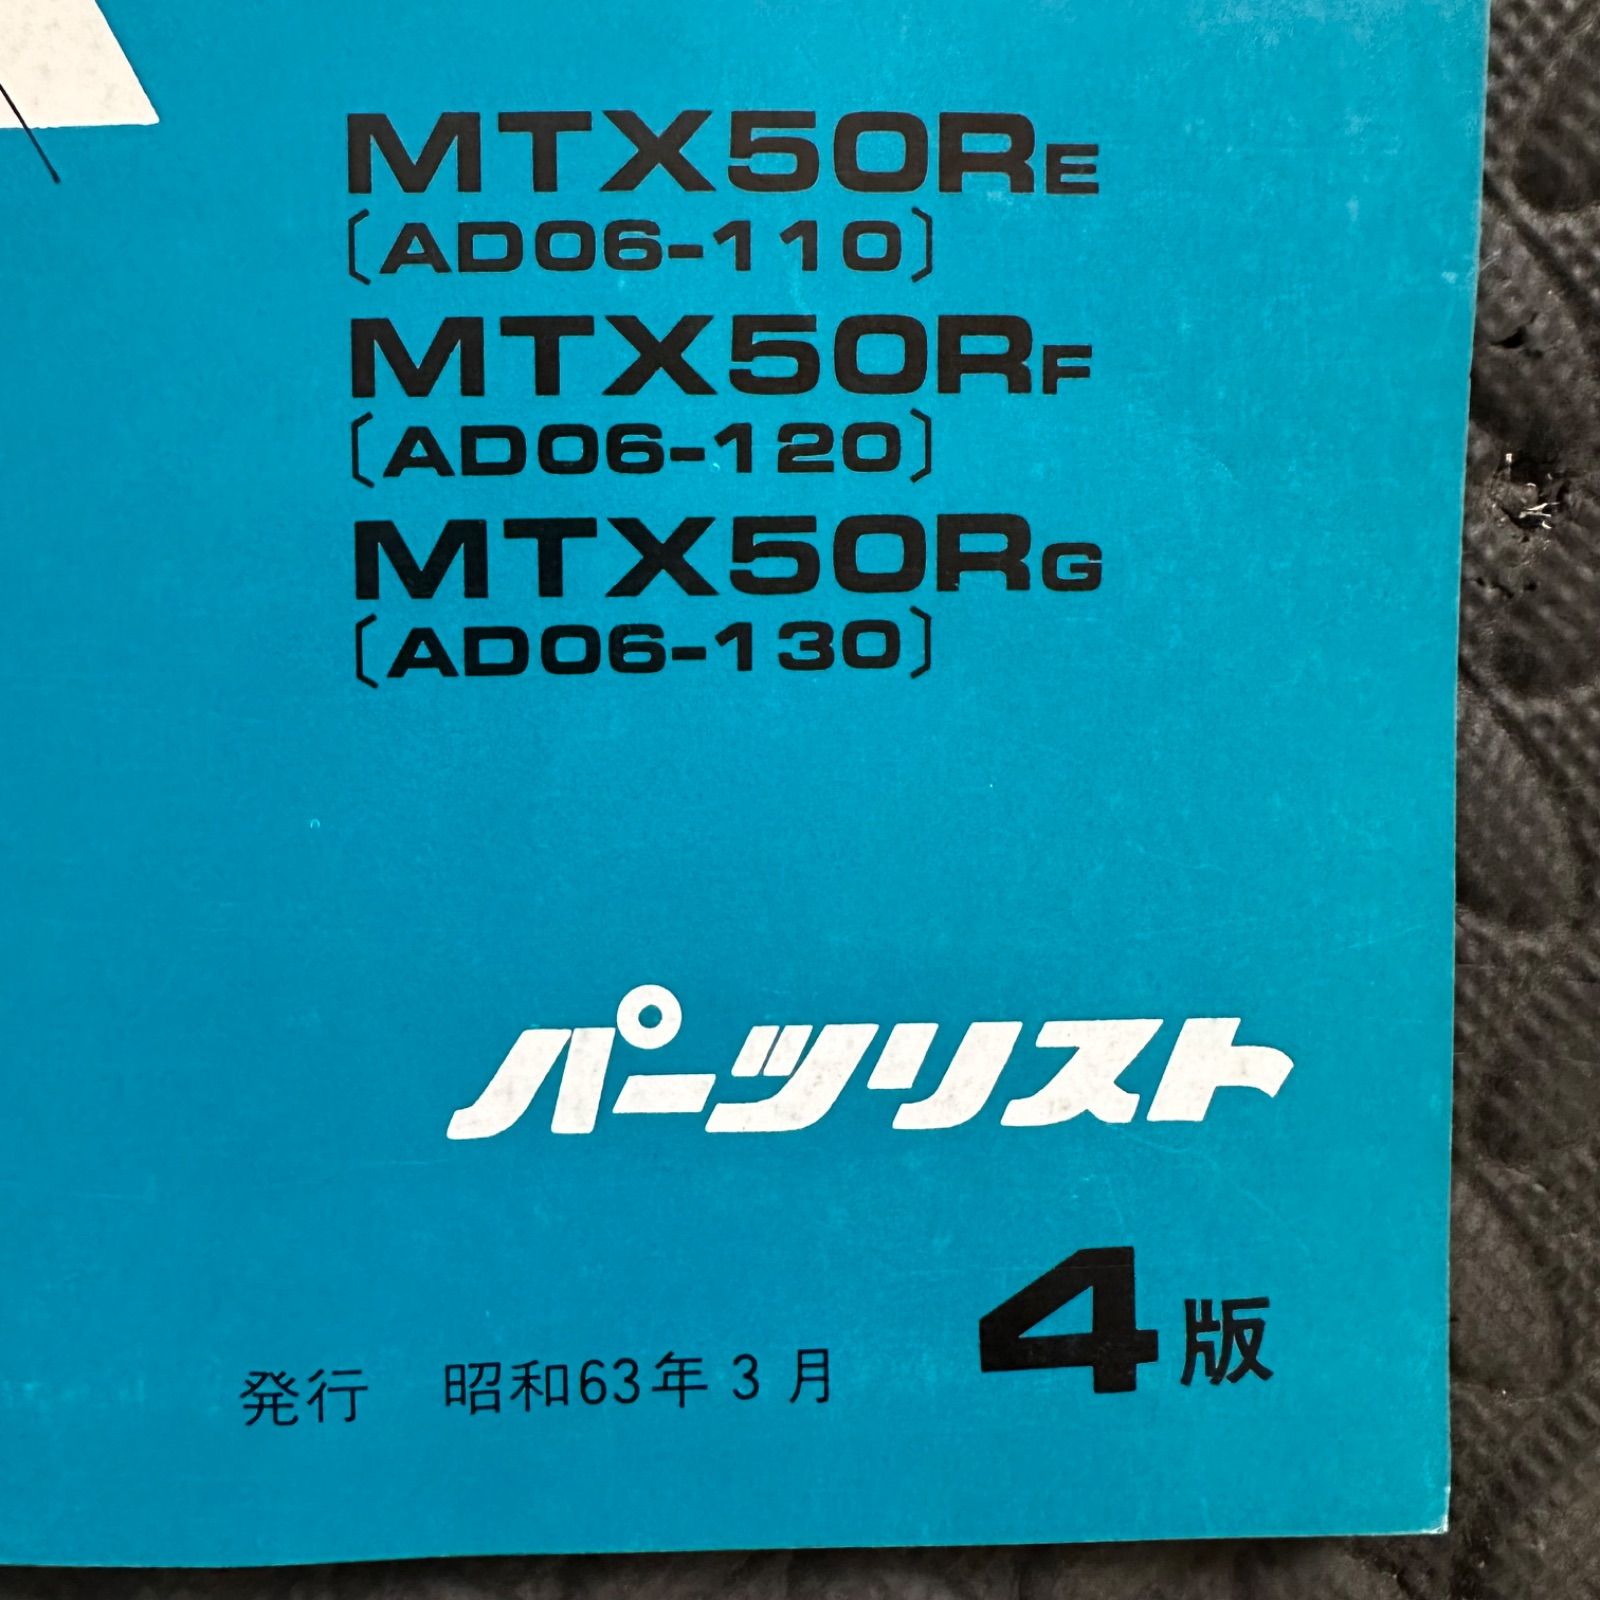 MTX50RE
〔AD06-110〕
MTX50RF
〔AD06-120〕
MTX50RG
〔AD06-130〕
パーツリスト
4版
発行 昭和63年3月